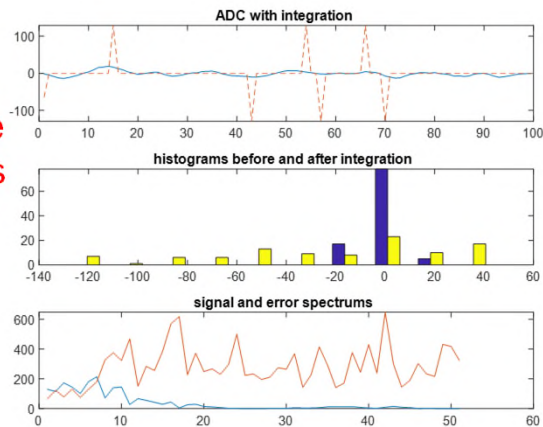 ADC with integration
100
0
-100
0 10 20 30 40 50 60 70 80 90 100
histograms before and after integration
60
40
20
0
-140 -120 -100 -80 -60 -40 -20 0 20 40 60
signal and error spectrums
600
400
200
0
0 10 20 30 40 50 60